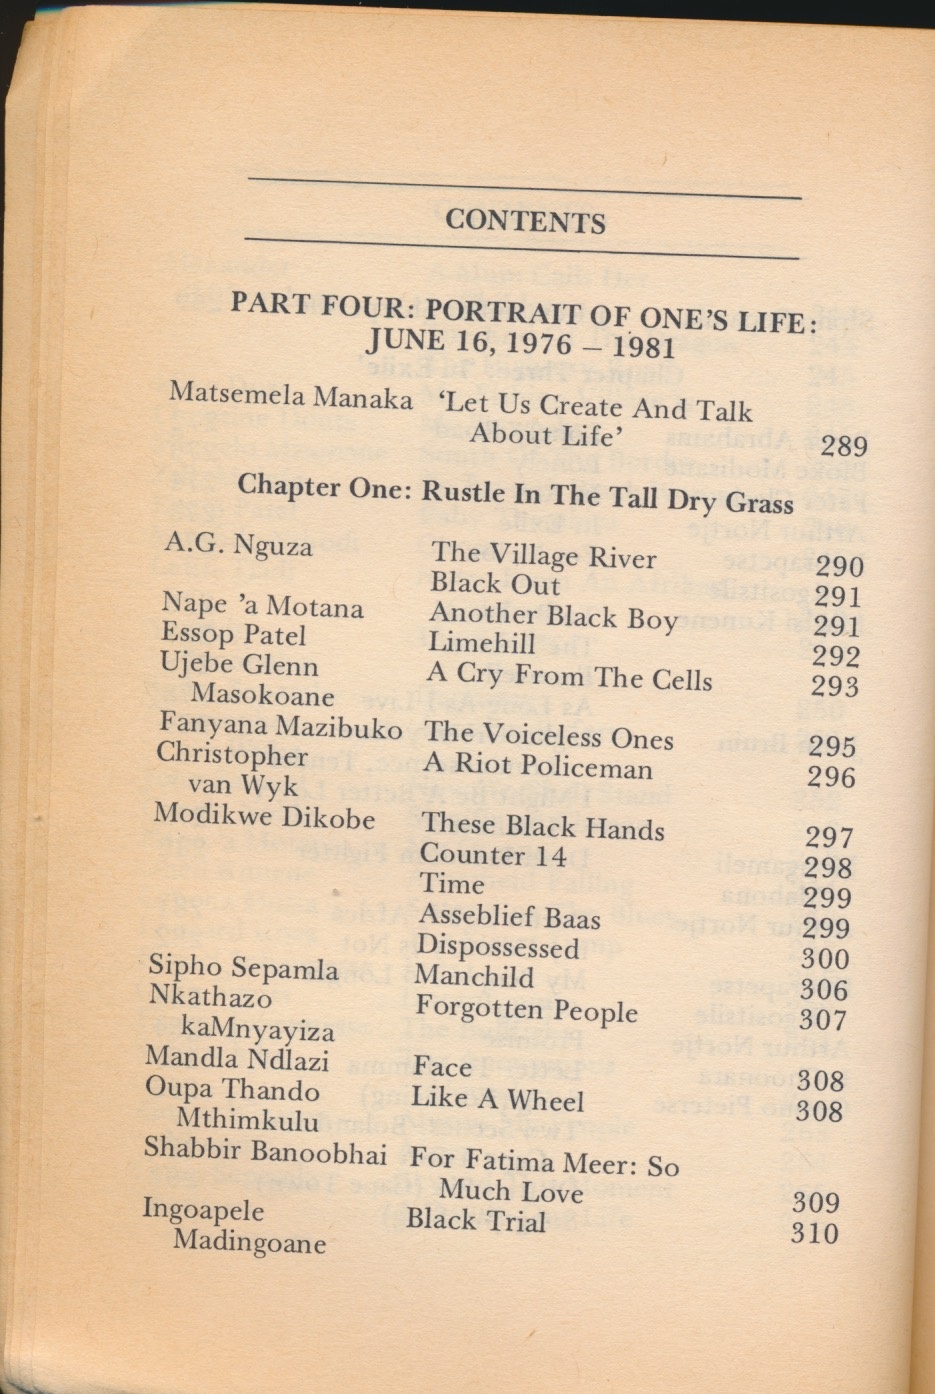 CONTENTS
PART FOUR: PORTRAIT OF ONE'S LIFE:
JUNE 16, 1976 – 1981
Matsemela Manaka 'Let Us Create And Talk
About Life' 289
Chapter One: Rustle In The Tall Dry Grass
A.G. Nguza The Village River 290
Black Out 291
Nape 'a Motana Another Black Boy 291
Essop Patel Limehill 292
Ujebe Glenn A Cry From The Cells 293
Masokoane
Fanyana Mazibuko The Voiceless Ones 295
Christopher A Riot Policeman 296
van Wyk
Modikwe Dikobe These Black Hands 297
Counter 14 298
Time 299
Asseblief Baas 299
Dispossessed 300
Sipho Sepamla Manchild 306
Nkathazo Forgotten People 307
kaMnyayiza
Mandla Ndlazi Face 308
Oupa Thando Like A Wheel 308
Mthimkulu
Shabbir Banoobhai For Fatima Meer: So
Much Love 309
Ingoapele Black Trial 310
Madingoane